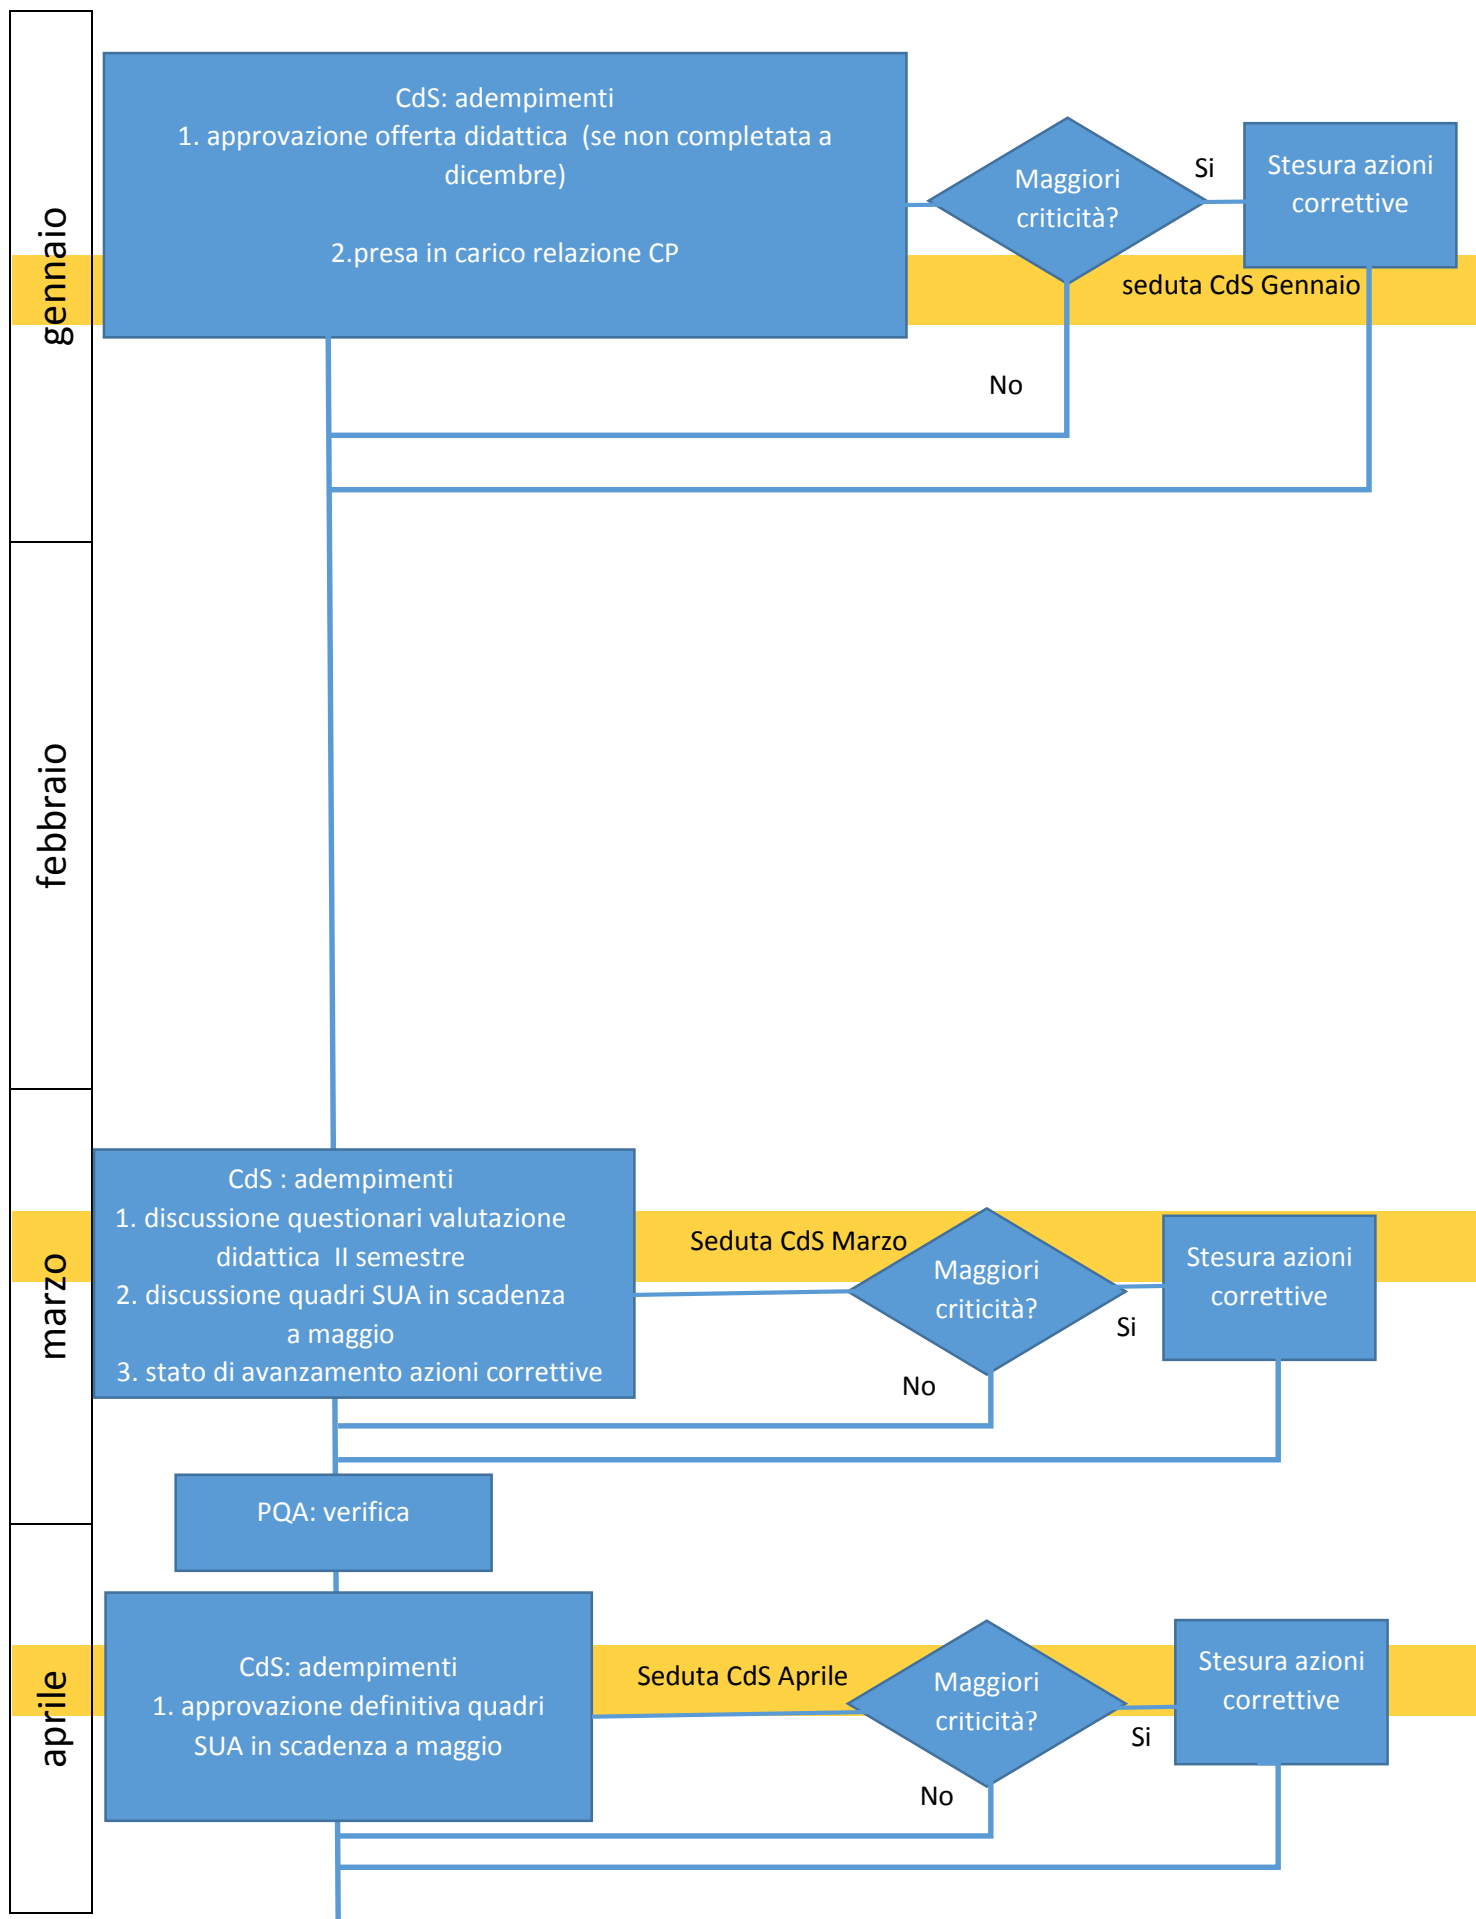 gennaio
CdS: adempimenti
1. approvazione offerta didattica (se non completata a
dicembre)
2.presa in carico relazione CP
Maggiori
criticità?
Si
Stesura azioni
correttive
seduta CdS Gennaio
No
febbraio
marzo
CdS : adempimenti
1. discussione questionari valutazione
didattica II semestre
2. discussione quadri SUA in scadenza
a maggio
3. stato di avanzamento azioni correttive
Seduta CdS Marzo
Maggiori
criticità?
Si
Stesura azioni
correttive
No
PQA: verifica
aprile
CdS: adempimenti
1. approvazione definitiva quadri
SUA in scadenza a maggio
Seduta CdS Aprile
Maggiori
criticità?
Si
Stesura azioni
correttive
No